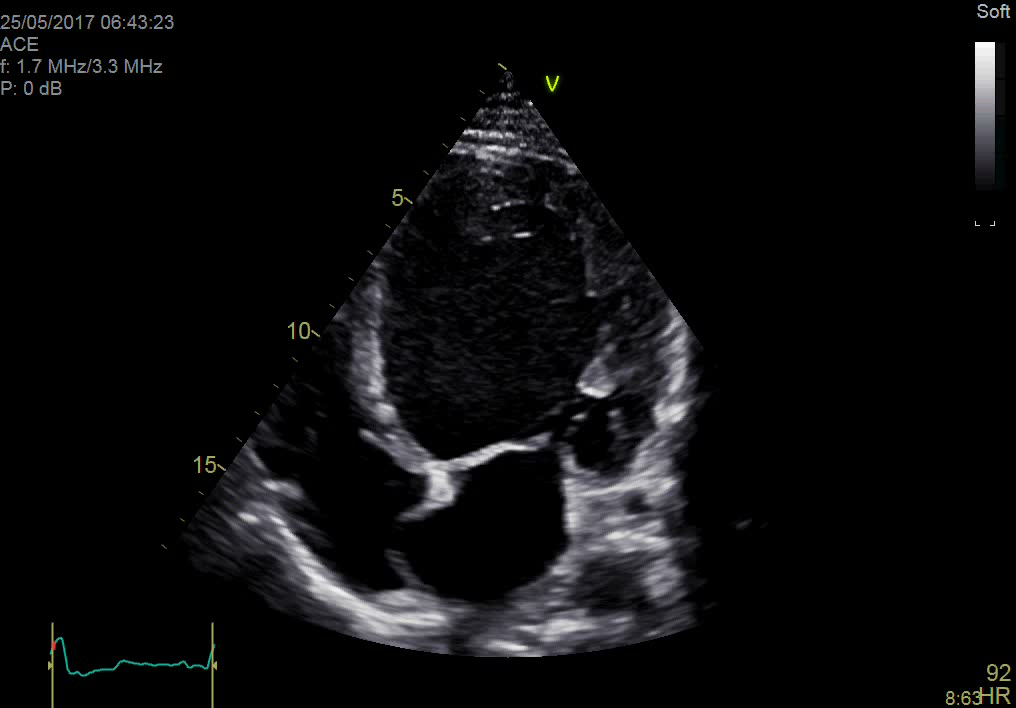 25/05/2017 06:43:23
ACE
f: 1.7 MHz/3.3 MHz
P: 0 dB
Soft
V
5
10
15
92
HR
8:63